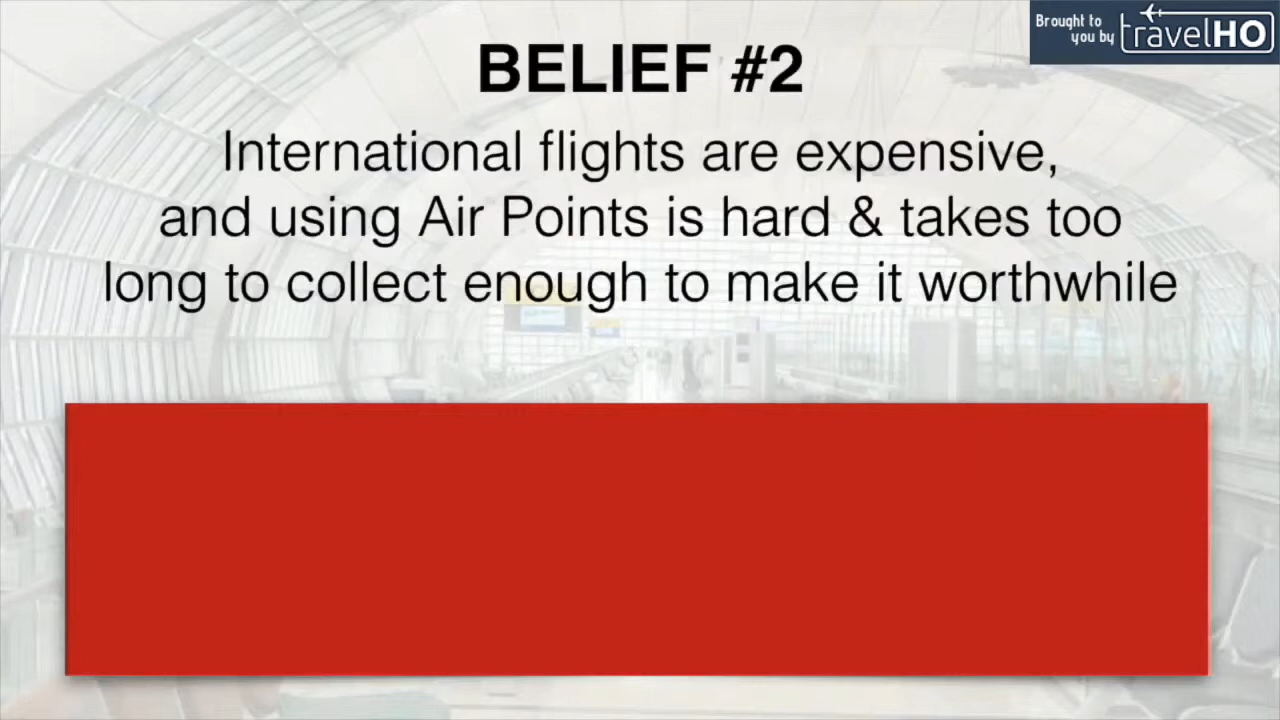 Brought to
you by travelHO
BELIEF #2
International flights are expensive,
and using Air Points is hard & takes too
long to collect enough to make it worthwhile